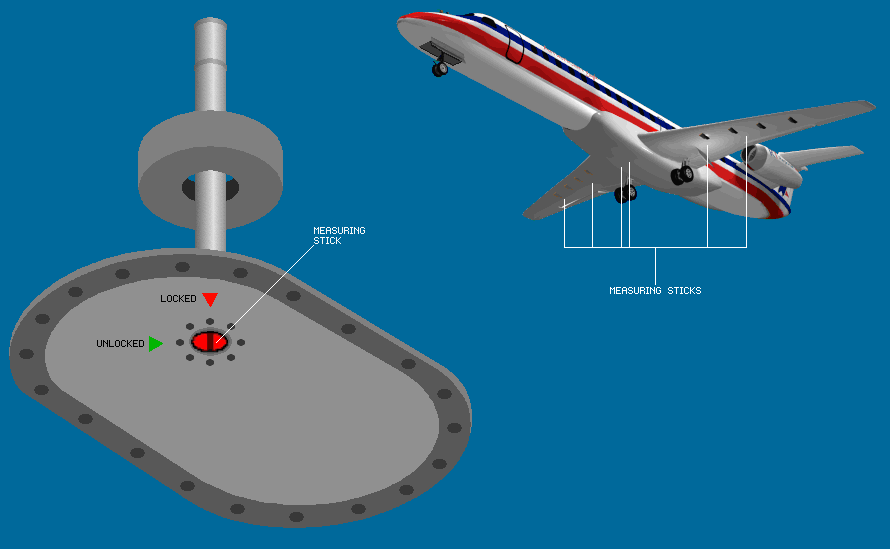 MEASURING
STICK
LOCKED
UNLOCKED
MEASURING STICKS